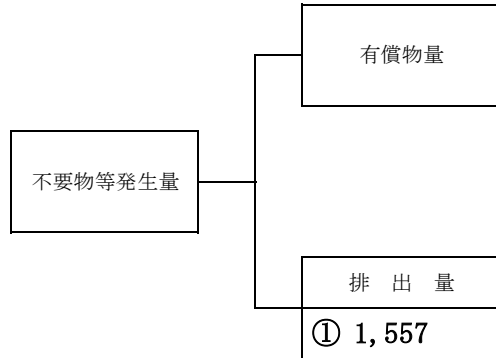 有償物量
不要物等発生量
排 出 量
① 1,557